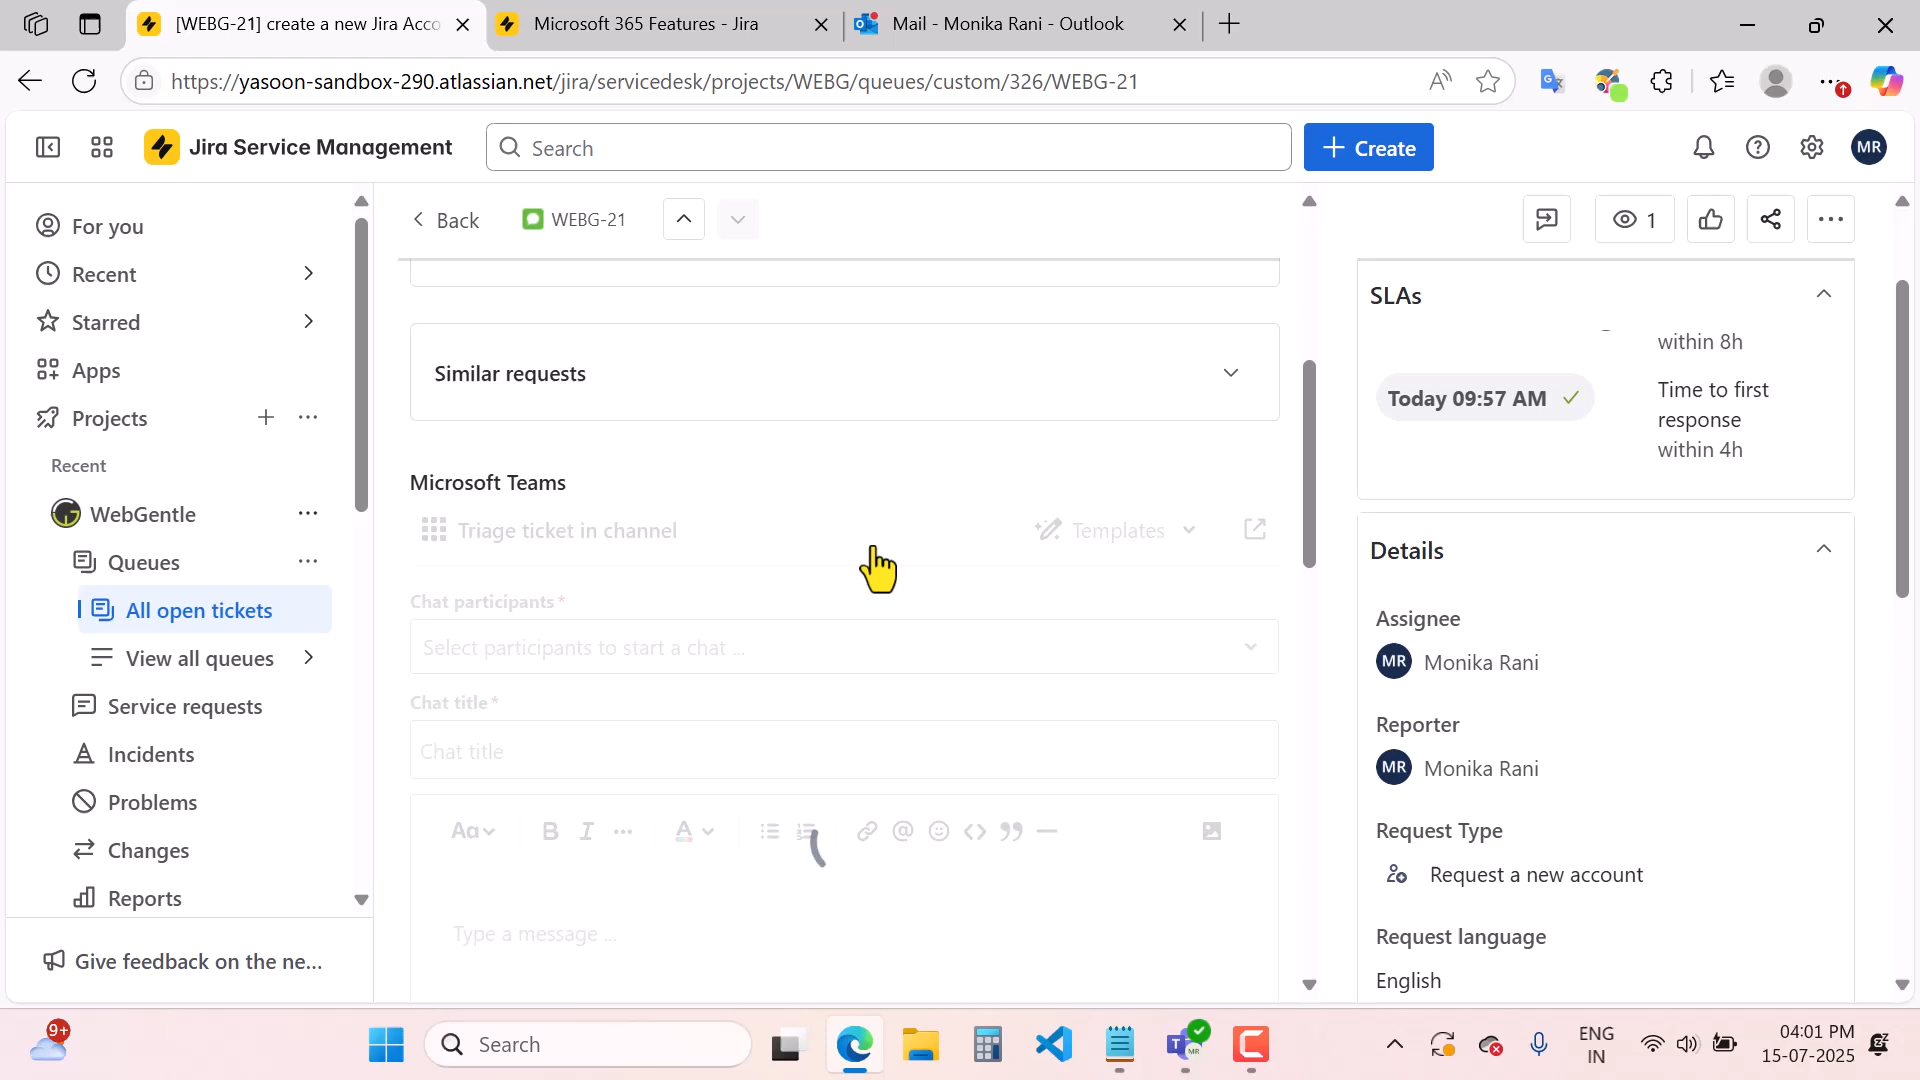 [WEBG-21] create a new Jira Acco
Microsoft 365 Features - Jira
Mail - Monika Rani - Outlook
https://yasoon-sandbox-290.atlassian.net/jira/servicedesk/projects/WEBG/queues/custom/326/WEBG-21
Jira Service Management
Search
Create
MR
For you
Recent
Starred
Apps
Projects
Recent
WebGentle
Queues
All open tickets
View all queues
Service requests
Incidents
Problems
Changes
Reports
Give feedback on the ne...
Back
WEBG-21
1
Similar requests
Microsoft Teams
Triage ticket in channel
Templates
Chat participants *
Select participants to start a chat ...
Chat title *
Chat title
Aa
B I ... A
Type a message ...
SLAs
within 8h
Today 09:57 AM
Time to first
response
within 4h
Details
Assignee
MR Monika Rani
Reporter
MR Monika Rani
Request Type
Request a new account
Request language
English
9+
Search
ENG
IN
04:01 PM
15-07-2025